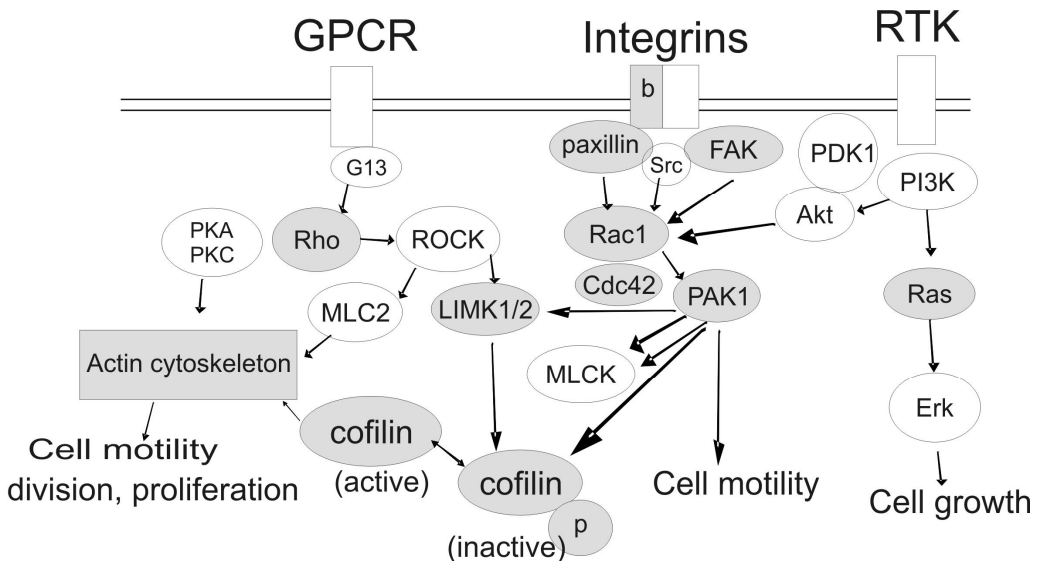 GPCR
Integrins
RTK
b
paxillin
Src
FAK
PDK1
PI3K
G13
Akt
PKA
PKC
Rho
ROCK
Rac1
Cdc42
PAK1
Ras
MLC2
LIMK1/2
Actin cytoskeleton
MLCK
Erk
cofilin
(active)
Cell motility
division, proliferation
cofilin
p
(inactive)
Cell motility
Cell growth